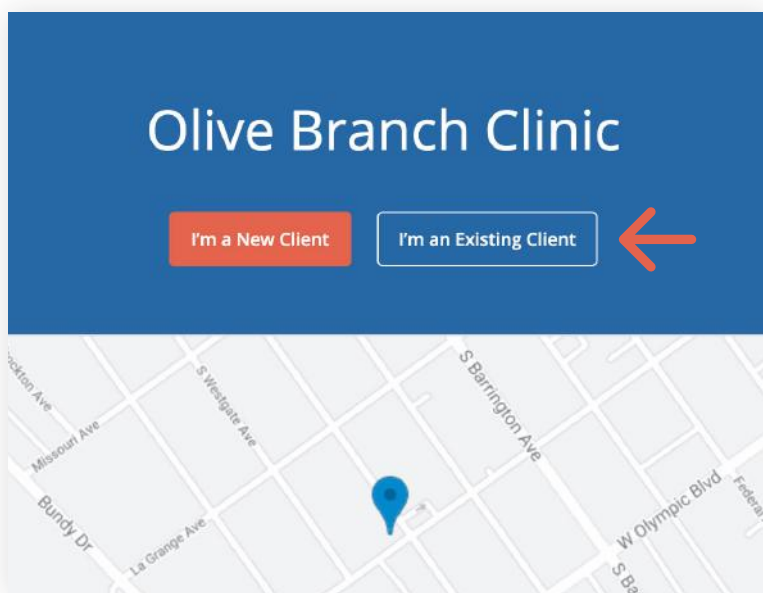 Olive Branch Clinic
I'm a New Client
I'm an Existing Client
S Barrington Ave
S Westgate Ave
Missouri Ave
Bundy Dr
La Grange Ave
W Olympic Blvd